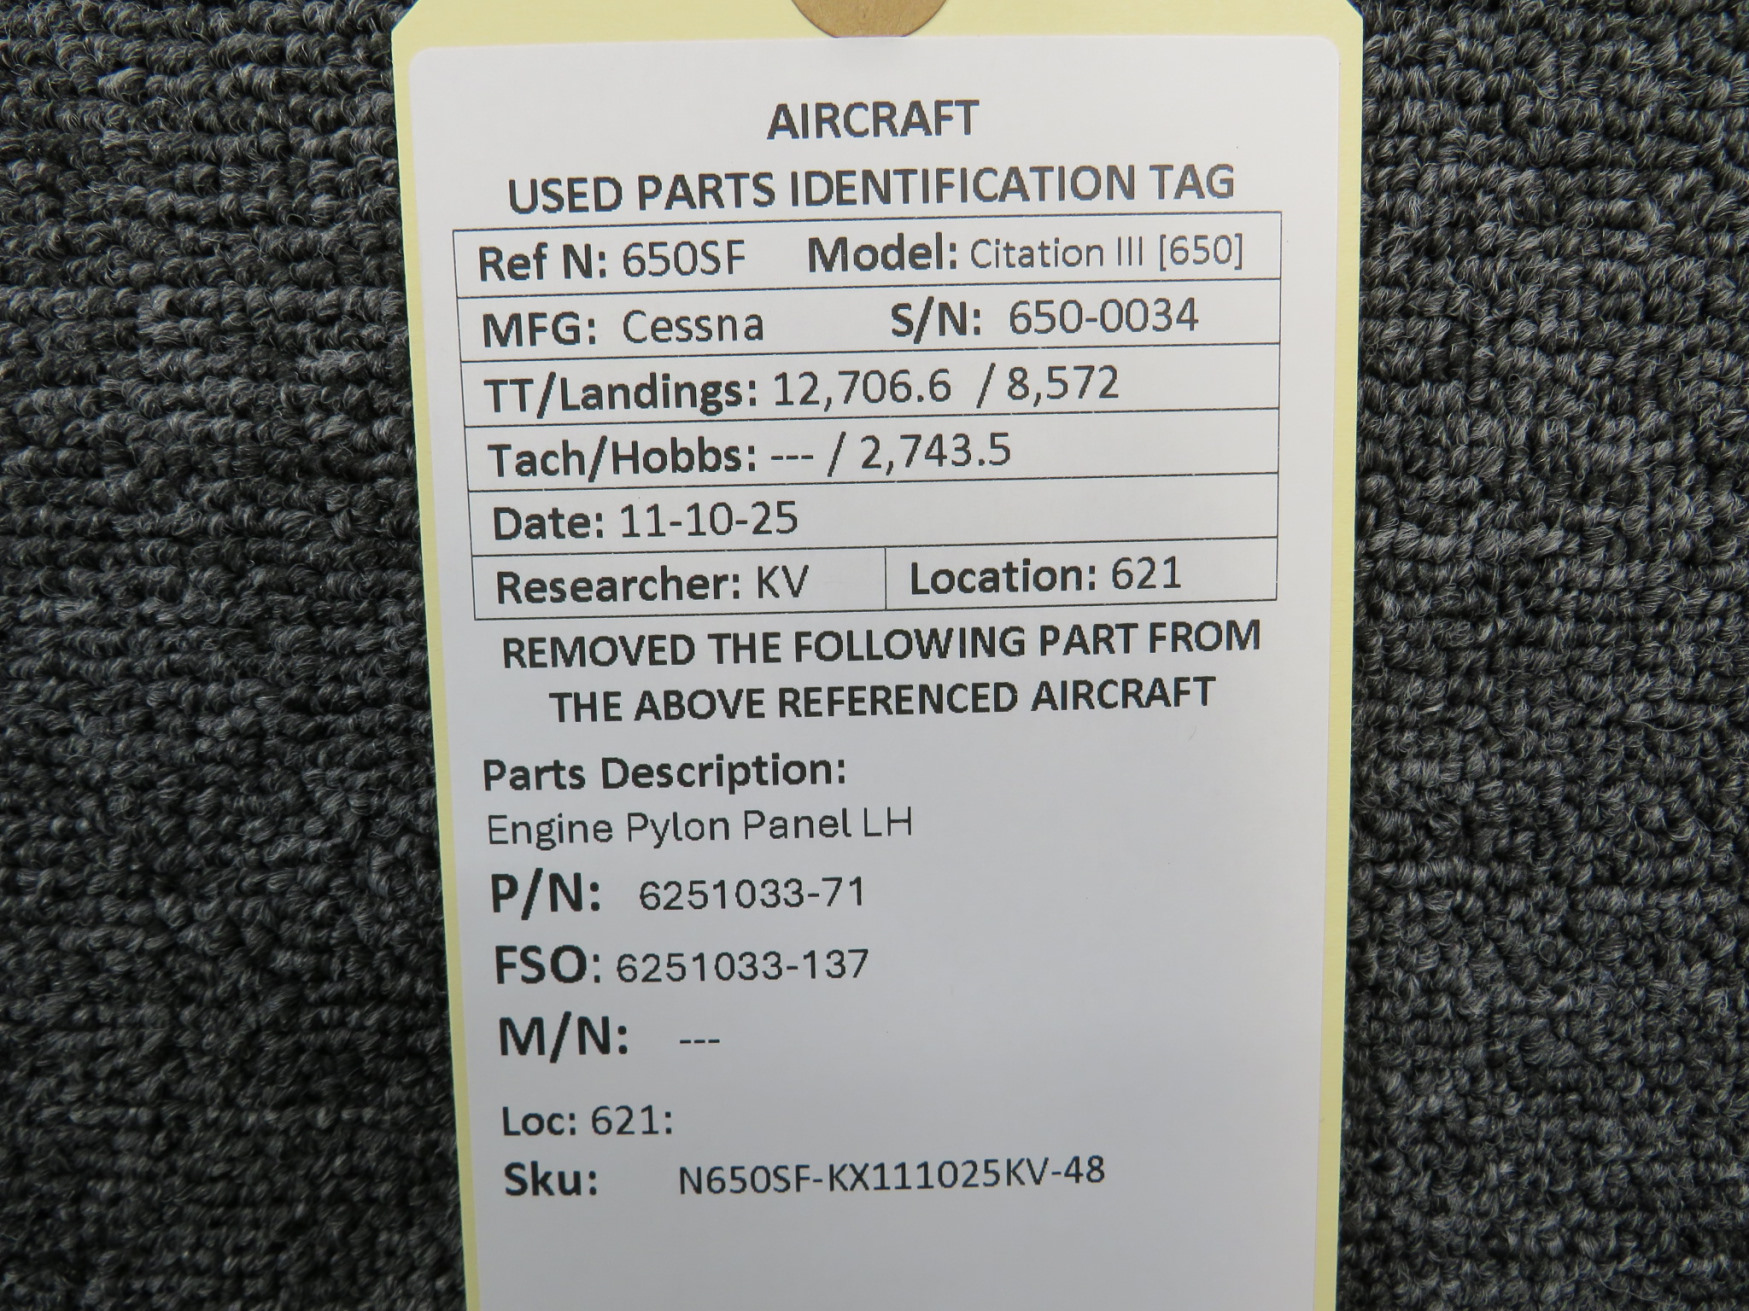 AIRCRAFT
USED PARTS IDENTIFICATION TAG
Ref N: 650SF Model: Citation III [650]
MFG: Cessna S/N: 650-0034
TT/Landings: 12,706.6 / 8,572
Tach/Hobbs: --- / 2,743.5
Date: 11-10-25
Researcher: KV Location: 621
REMOVED THE FOLLOWING PART FROM
THE ABOVE REFERENCED AIRCRAFT
Parts Description:
Engine Pylon Panel LH
P/N: 6251033-71
FSO: 6251033-137
M/N: ---
Loc: 621:
Sku: N650SF-KX111025KV-48